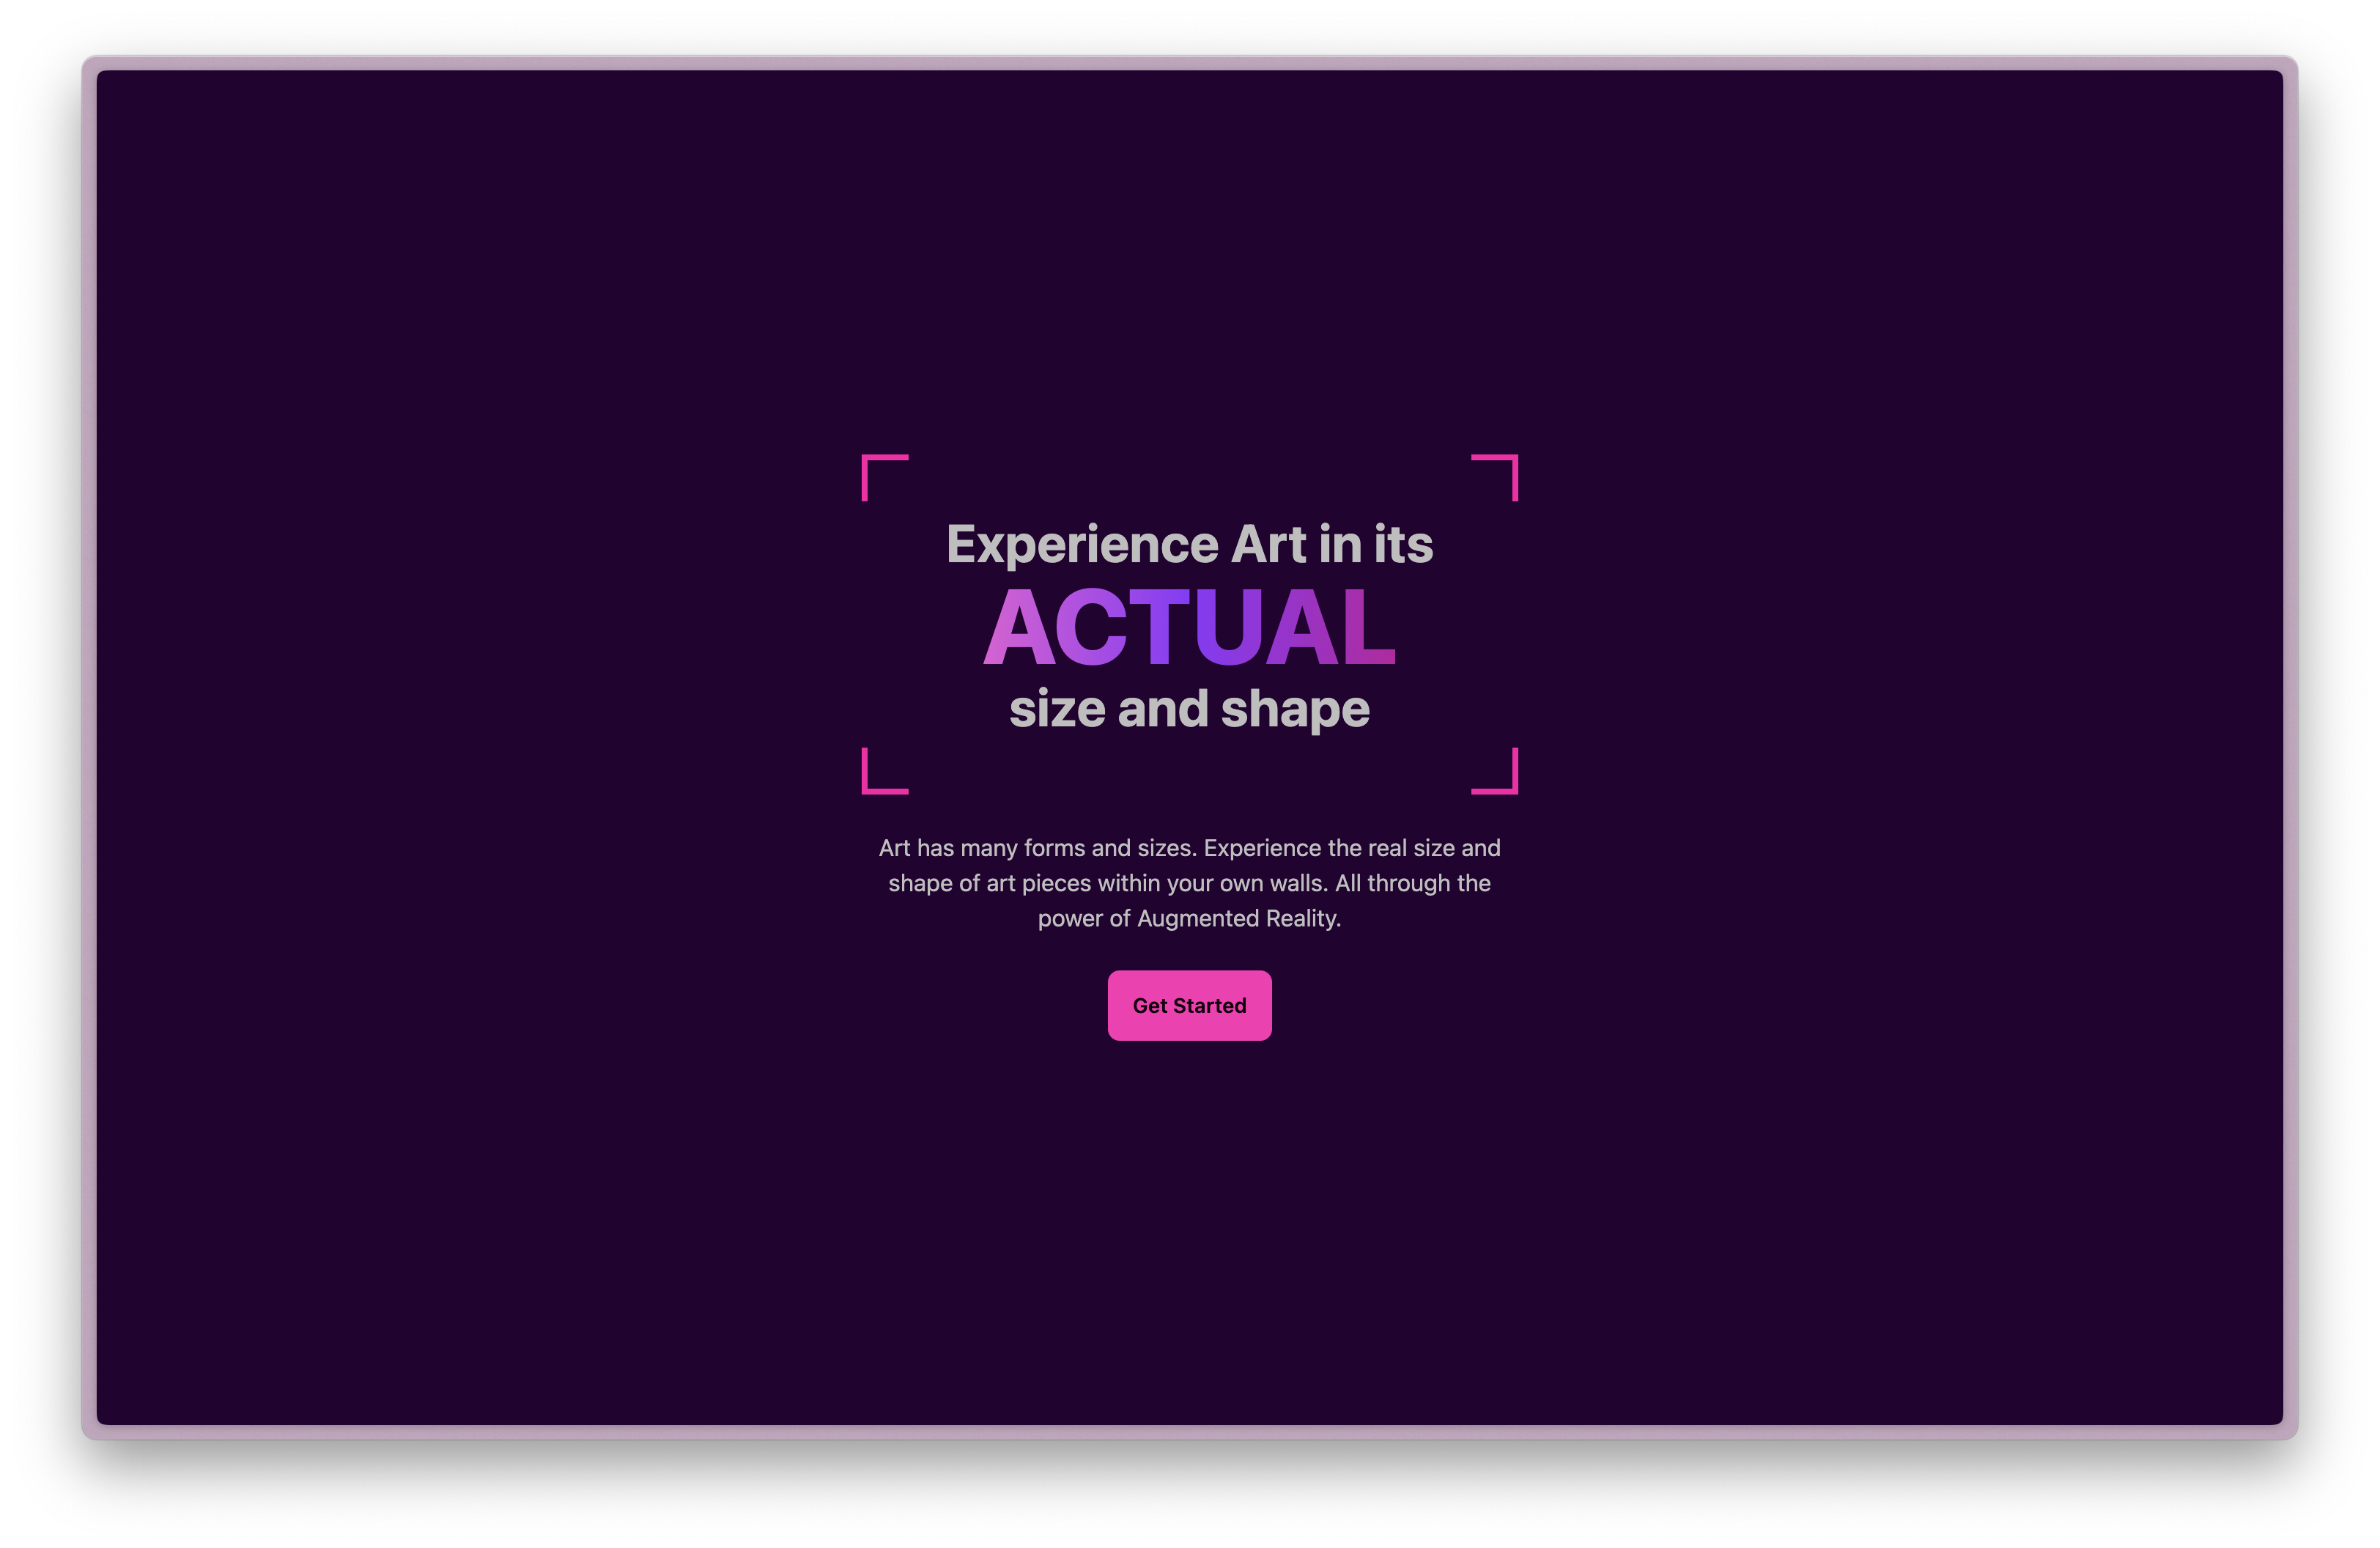 Experience Art in its
ACTUAL
size and shape
Art has many forms and sizes. Experience the real size and
shape of art pieces within your own walls. All through the
power of Augmented Reality.
Get Started